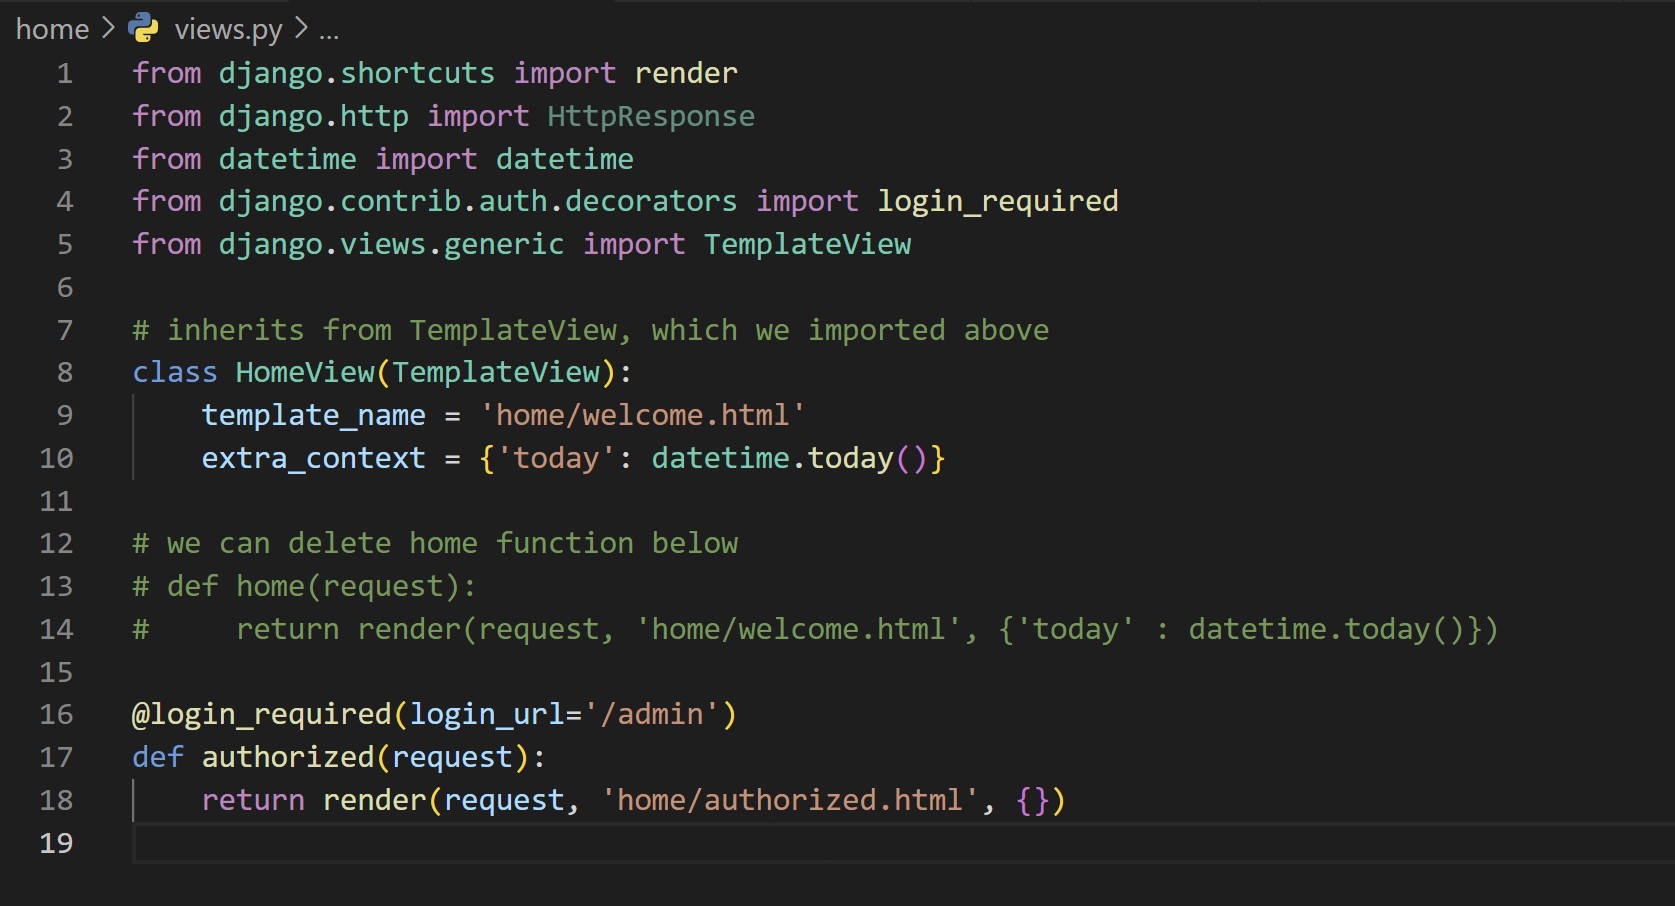 home > views.py > ...
1 from django.shortcuts import render
2 from django.http import HttpResponse
3 from datetime import datetime
4 from django.contrib.auth.decorators import login_required
5 from django.views.generic import TemplateView
6
7 # inherits from TemplateView, which we imported above
8 class HomeView(TemplateView):
9     template_name = 'home/welcome.html'
10     extra_context = {'today': datetime.today()}
11
12 # we can delete home function below
13 # def home(request):
14 #     return render(request, 'home/welcome.html', {'today' : datetime.today()})
15
16 @login_required(login_url='/admin')
17 def authorized(request):
18     return render(request, 'home/authorized.html', {})
19